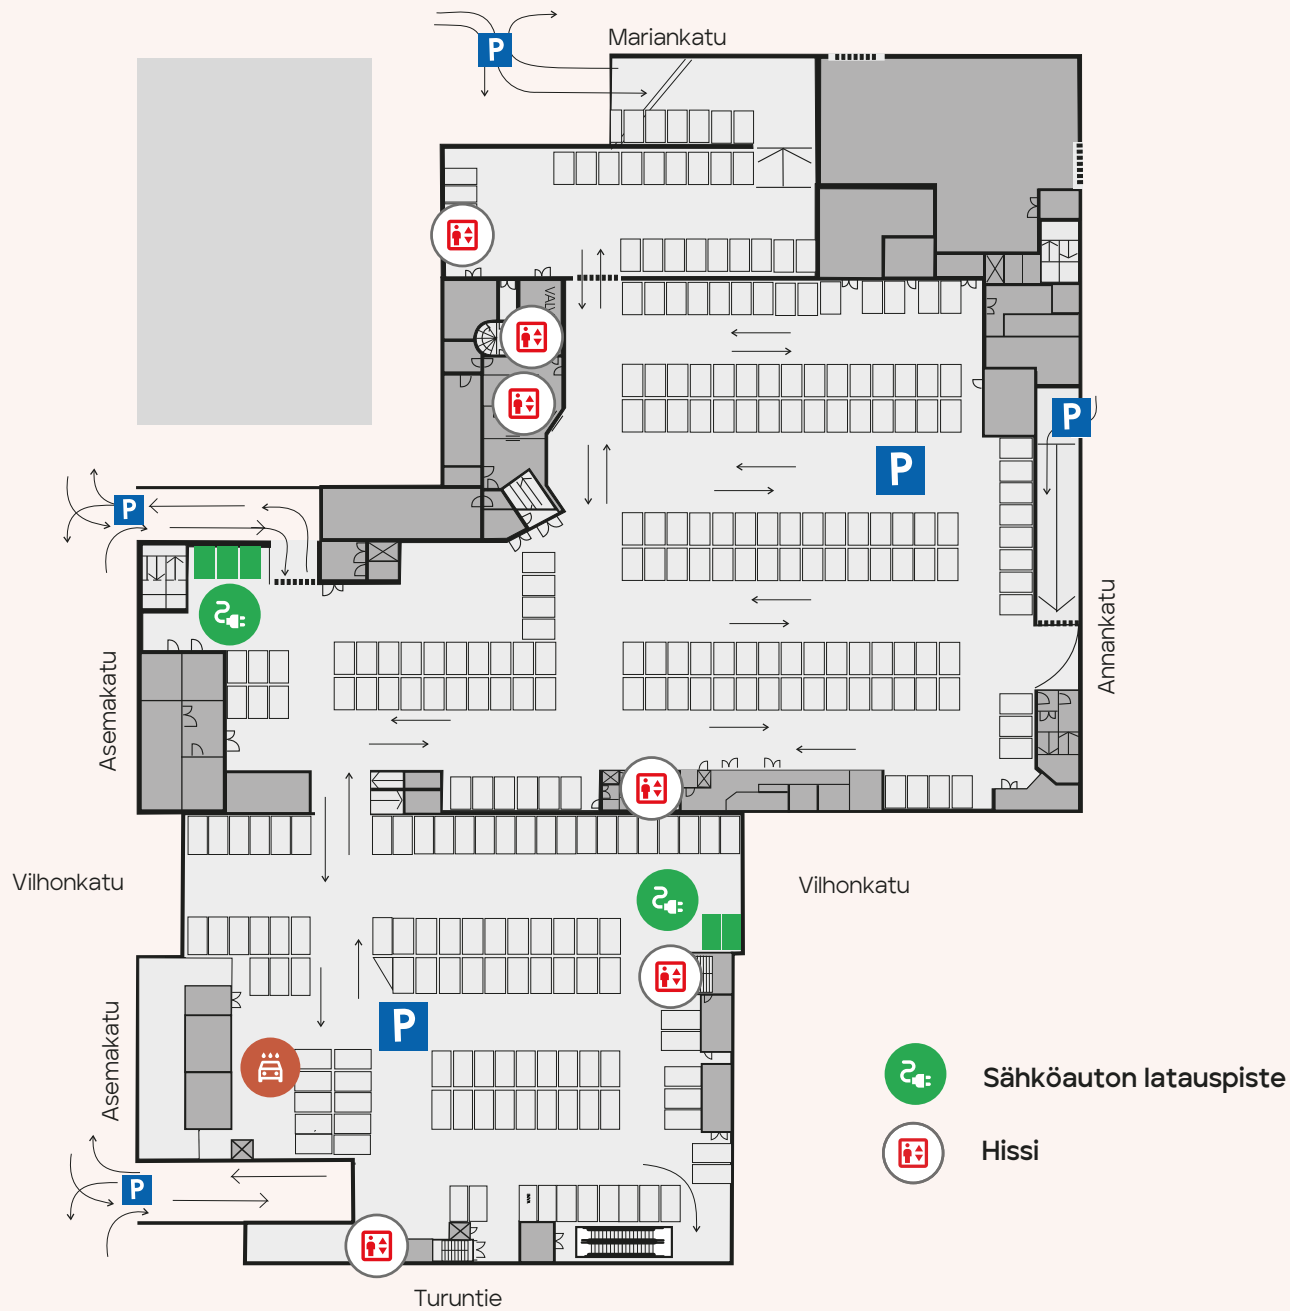 Mariankatu
P
P
P
P
P
Annankatu
Asemakatu
Vilhonkatu
Vilhonkatu
P
Asemakatu
Sähköauton latauspiste
Hissi
P
Turuntie